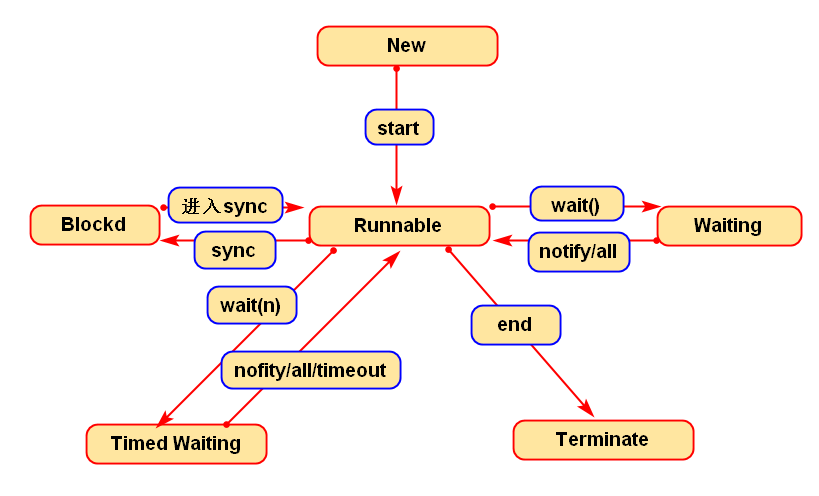 New
start
进入sync
wait()
Blockd
Runnable
Waiting
sync
notify/all
wait(n)
end
nofity/all/timeout
Timed Waiting
Terminate